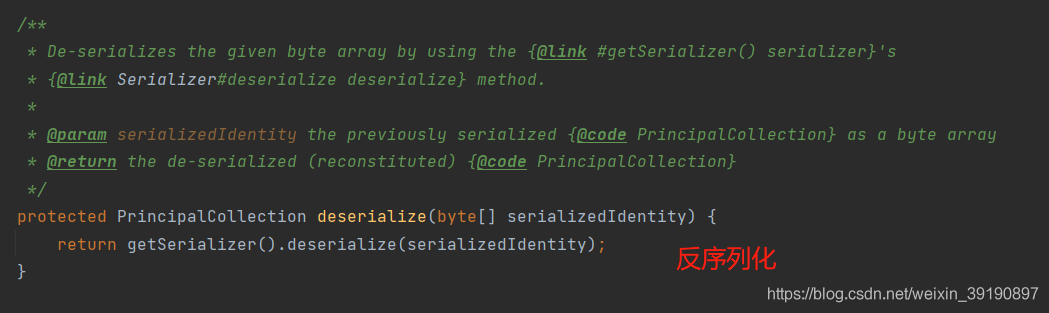 /**
 * De-serializes the given byte array by using the {@link #getSerializer() serializer}'s
 * {@link Serializer#deserialize deserialize} method.
 *
 * @param serializedIdentity the previously serialized {@code PrincipalCollection} as a byte array
 * @return the de-serialized (reconstituted) {@code PrincipalCollection}
 */
protected PrincipalCollection deserialize(byte[] serializedIdentity) {
    return getSerializer().deserialize(serializedIdentity);
反序列化
}
https://blog.csdn.net/weixin_39190897